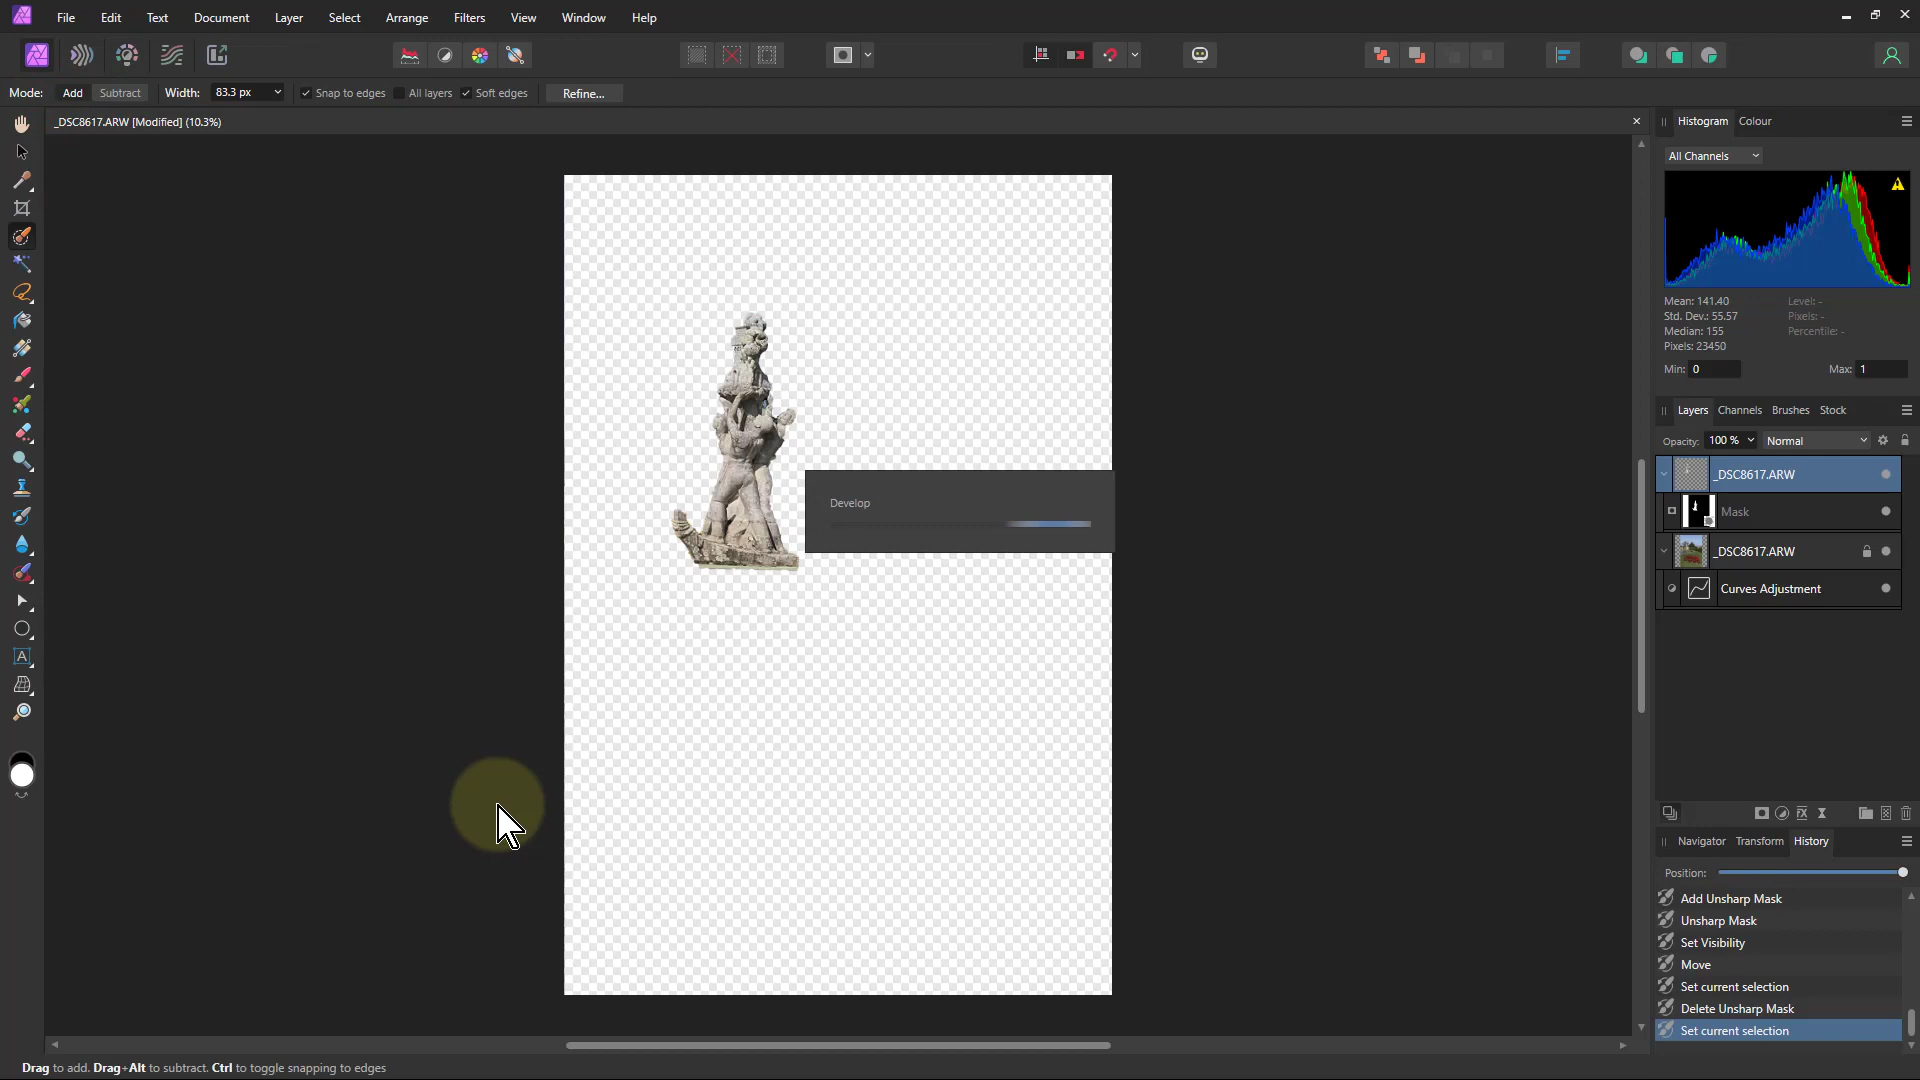 File Edit Text Document Layer Select Arrange Filters View Window Help
Mode: Add Subtract Width: 83.3 px Snap to edges All layers Soft edges Refine...
_DSC8617.ARW [Modified] (10.3%)
Histogram Colour
All Channels
Mean: 141.40 Level: -
Std. Dev.: 55.57 Pixels: -
Median: 155 Percentile: -
Pixels: 23450
Min: 0 Max: 1
Layers Channels Brushes Stock
Opacity: 100 % Normal
_DSC8617.ARW
Mask
_DSC8617.ARW
Curves Adjustment
Develop
Navigator Transform History
Position:
Add Unsharp Mask
Unsharp Mask
Set Visibility
Move
Set current selection
Delete Unsharp Mask
Set current selection
Drag to add. Drag+Alt to subtract. Ctrl to toggle snapping to edges